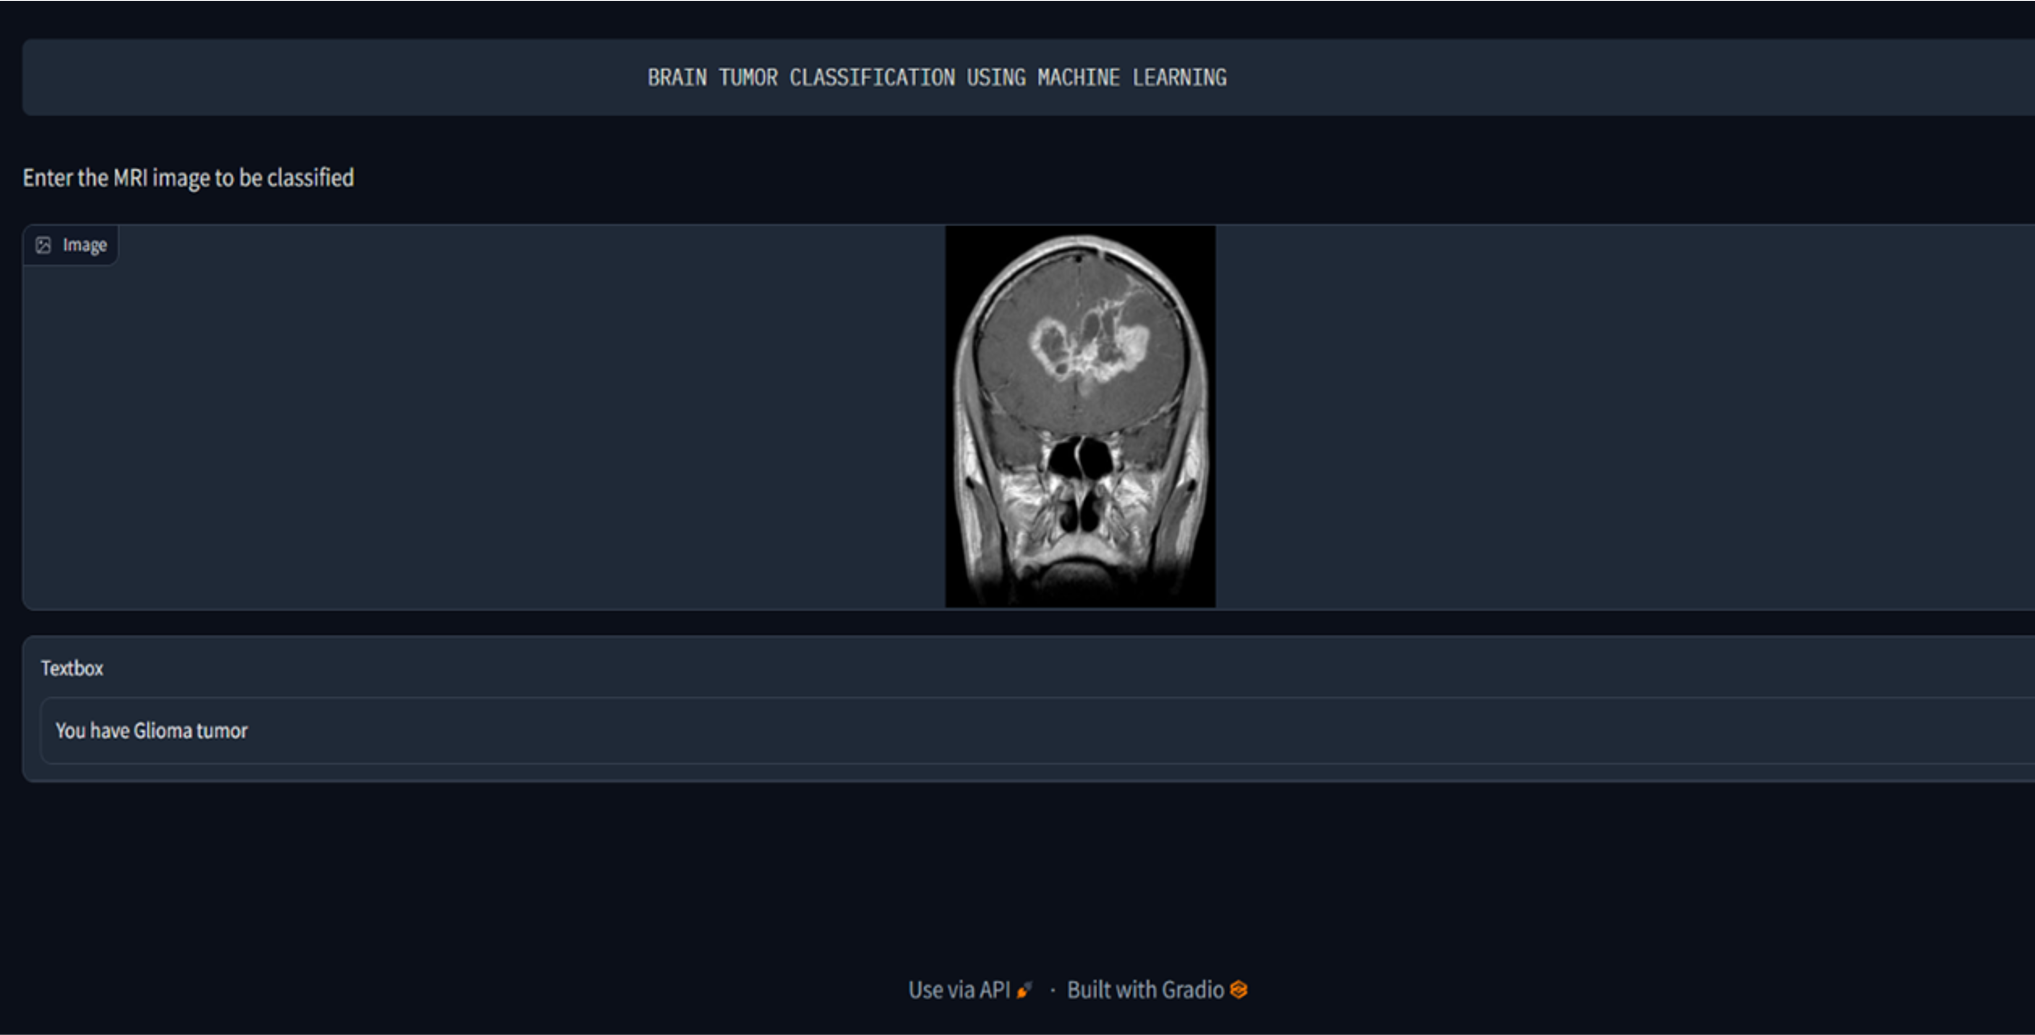 BRAIN TUMOR CLASSIFICATION USING MACHINE LEARNING
Enter the MRI image to be classified
Image
Textbox
You have Glioma tumor
Use via API · Built with Gradio